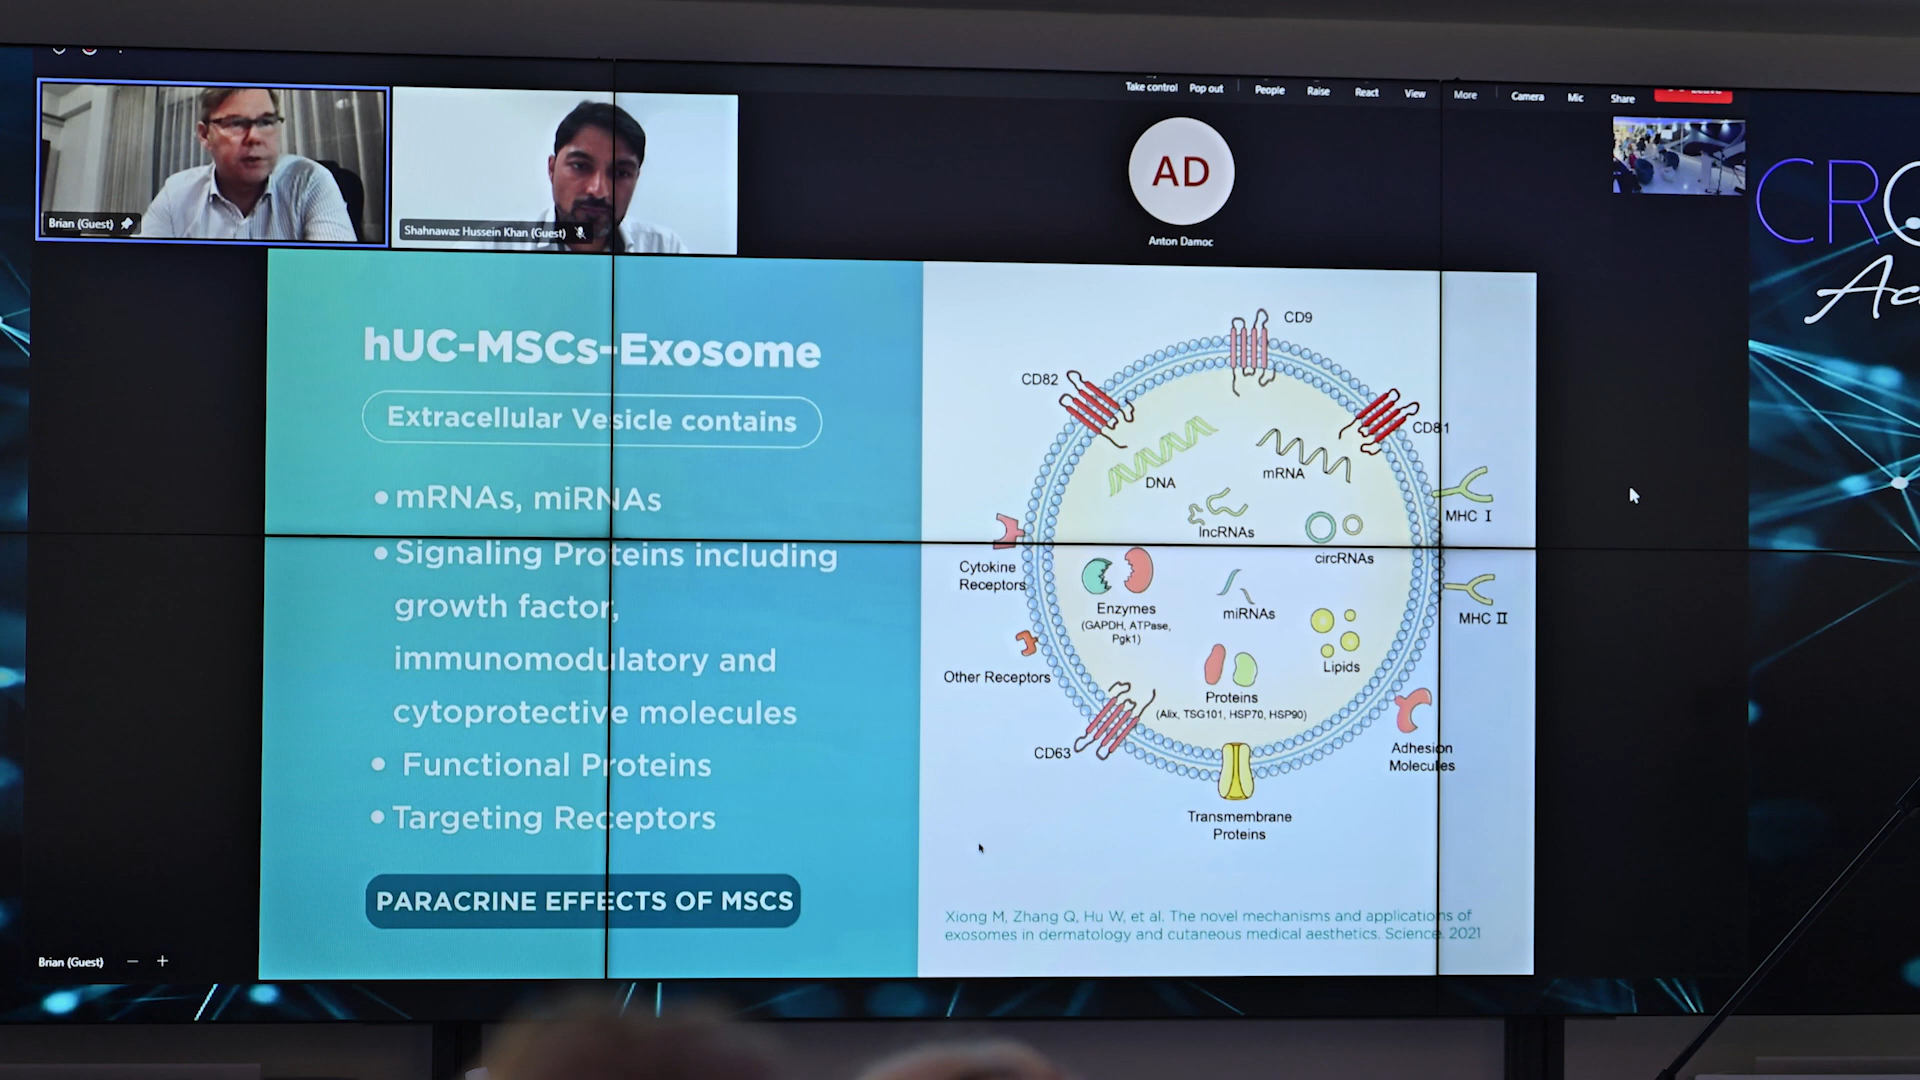 Take control Pop out People Raise React View More Camera Mic Share
Brian (Guest)
Shahnawaz Hussein Khan (Guest)
AD
Anton Damoc
hUC-MSCs-Exosome
Extracellular Vesicle contains
• mRNAs, miRNAs
• Signaling Proteins including
growth factor,
immunomodulatory and
cytoprotective molecules
• Functional Proteins
• Targeting Receptors
PARACRINE EFFECTS OF MSCS
CD9
CD82
CD81
DNA
mRNA
MHC I
lncRNAs
circRNAs
Cytokine
Receptors
Enzymes
(GAPDH, ATPase,
Pgk1)
miRNAs
MHC II
Lipids
Other Receptors
Proteins
(Alix, TSG101, HSP70, HSP90)
CD63
Adhesion
Molecules
Transmembrane
Proteins
Xiong M, Zhang Q, Hu W, et al. The novel mechanisms and applications of
exosomes in dermatology and cutaneous medical aesthetics. Science. 2021
Brian (Guest) − +